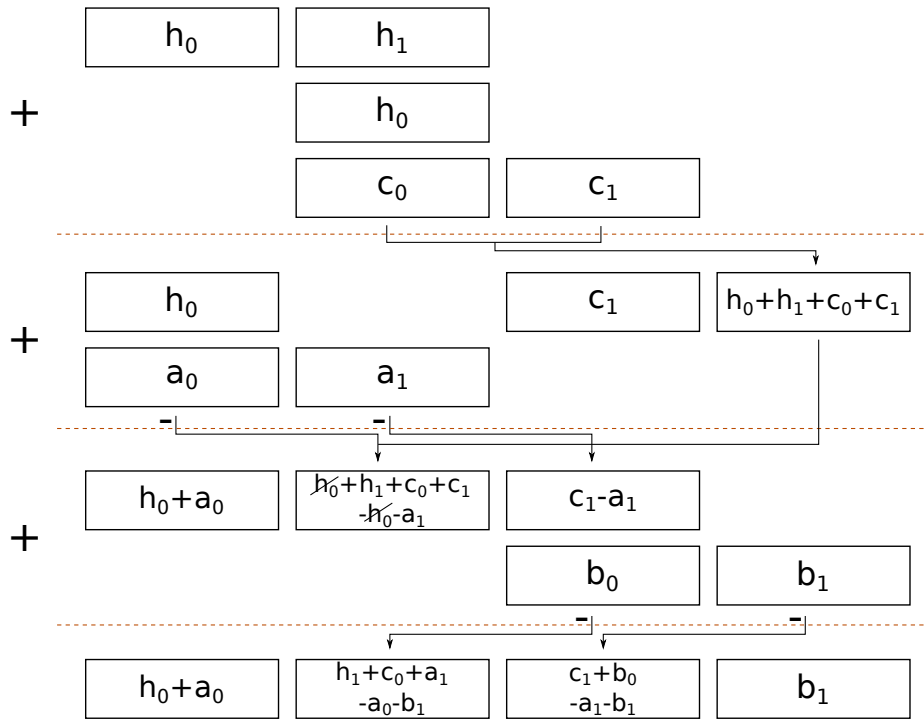 h₀ h₁
+ h₀
c₀ c₁
h₀ c₁ h₀+h₁+c₀+c₁
+
a₀ a₁
- -
h₀+a₀ h₀+h₁+c₀+c₁ c₁-a₁
-h₀-a₁
+
b₀ b₁
- -
h₀+a₀ h₁+c₀+a₁ c₁+b₀ b₁
-a₀-b₁ -a₁-b₁